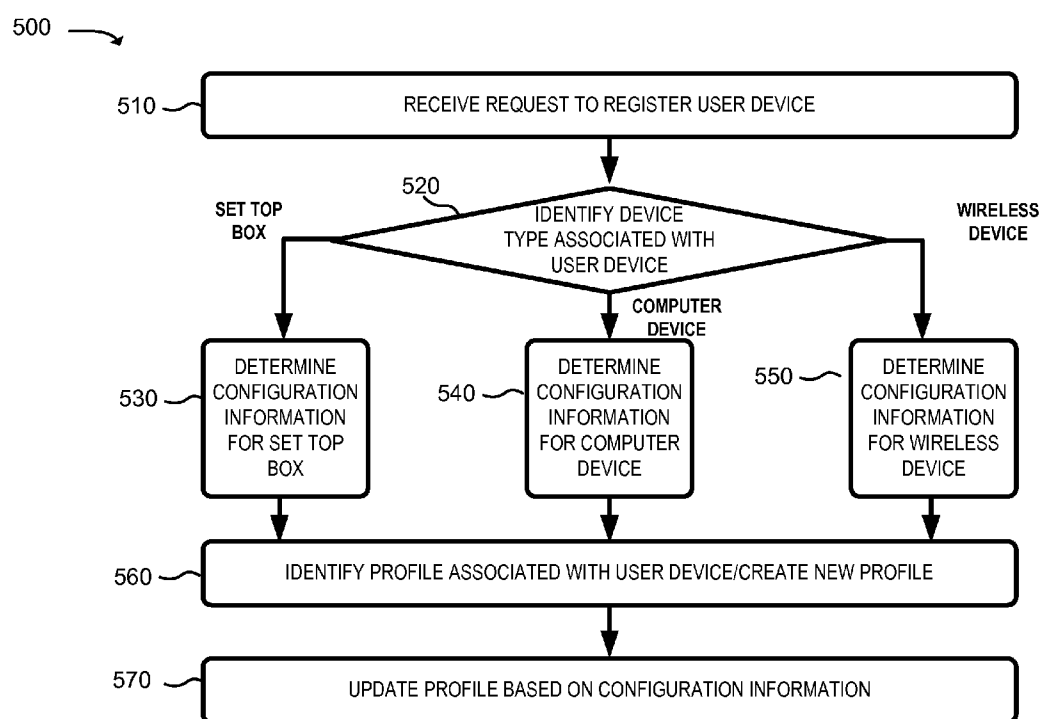 500
510
RECEIVE REQUEST TO REGISTER USER DEVICE
520
SET TOP
BOX
IDENTIFY DEVICE
TYPE ASSOCIATED WITH
USER DEVICE
WIRELESS
DEVICE
COMPUTER
DEVICE
530
DETERMINE
CONFIGURATION
INFORMATION
FOR SET TOP
BOX
540
DETERMINE
CONFIGURATION
INFORMATION
FOR COMPUTER
DEVICE
550
DETERMINE
CONFIGURATION
INFORMATION
FOR WIRELESS
DEVICE
560
IDENTIFY PROFILE ASSOCIATED WITH USER DEVICE/CREATE NEW PROFILE
570
UPDATE PROFILE BASED ON CONFIGURATION INFORMATION